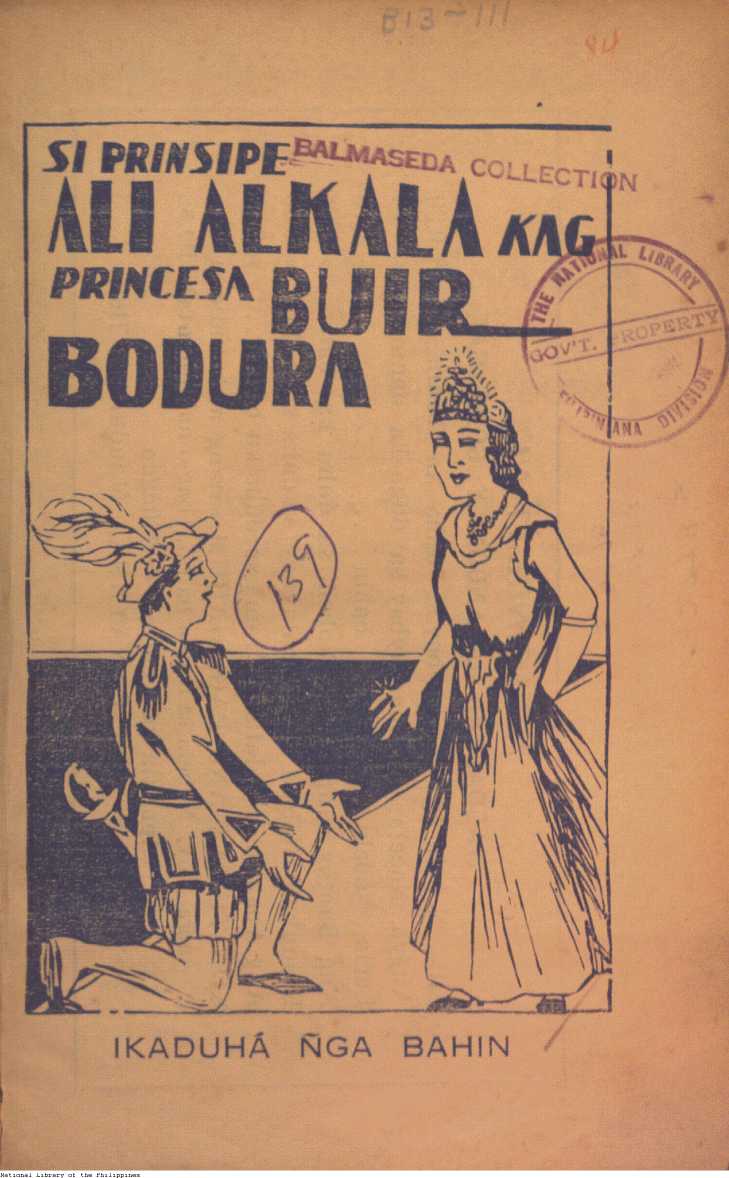 B13-111
SI PRINSIPE
BALMASEDA COLLECTION
ALI ALKALA KAG
PRINCESA BUIR
BODURA
THE NATIONAL LIBRARY
GOV'T. PROPERTY
FILIPINIANA DIVISION
139
IKADUHÁ ÑGA BAHIN
National Library of the Philippines